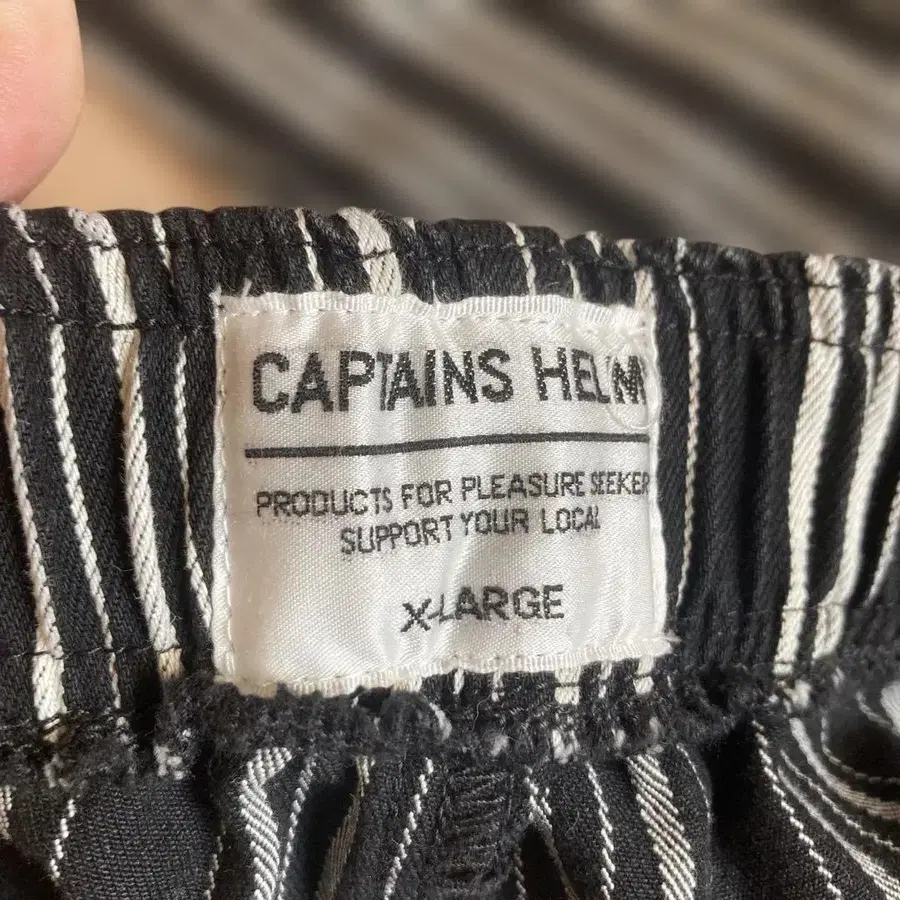 CAPTAINS HELM
PRODUCTS FOR PLEASURE SEEKER
SUPPORT YOUR LOCAL
X-LARGE